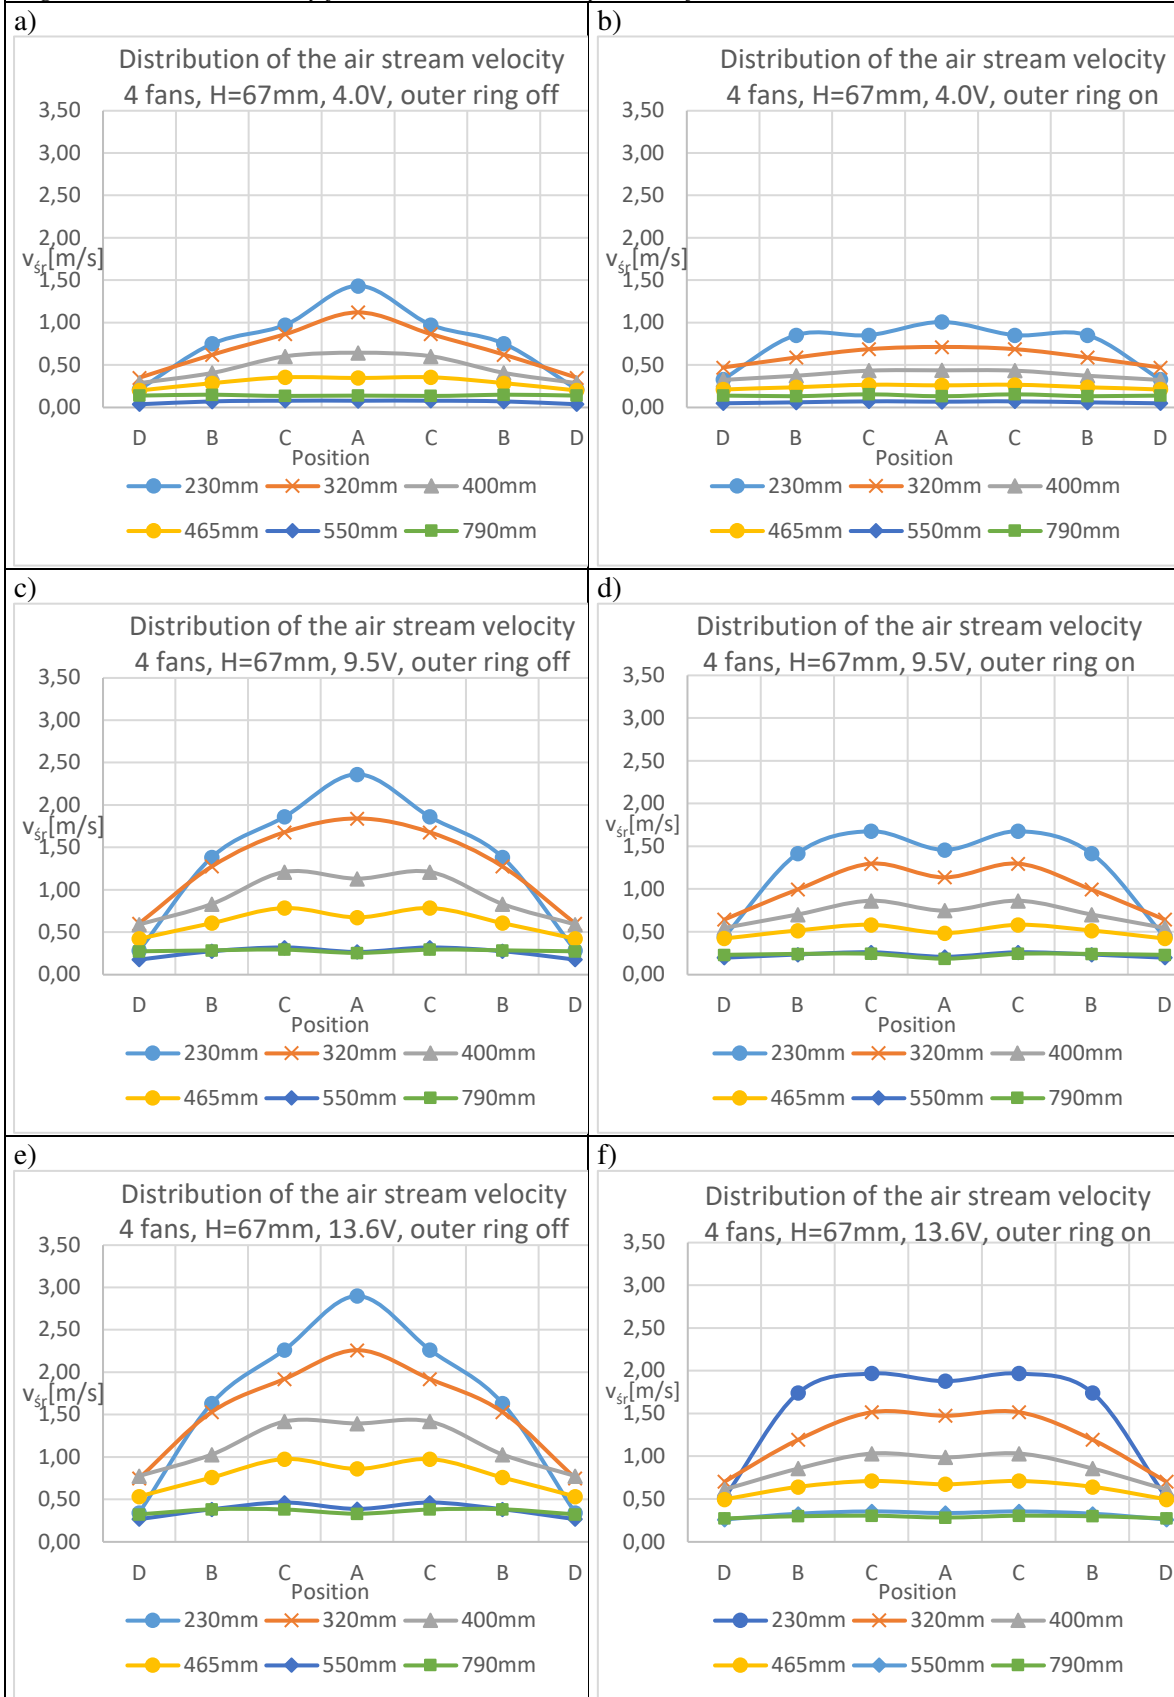 a)
Distribution of the air stream velocity
4 fans, H=67mm, 4.0V, outer ring off
3,50
3,00
2,50
2,00
v_śr[m/s]
1,50
1,00
0,50
0,00
D B C A C B D
Position
230mm 320mm 400mm
465mm 550mm 790mm
b)
Distribution of the air stream velocity
4 fans, H=67mm, 4.0V, outer ring on
3,50
3,00
2,50
2,00
v_śr[m/s]
1,50
1,00
0,50
0,00
D B C A C B D
Position
230mm 320mm 400mm
465mm 550mm 790mm
c)
Distribution of the air stream velocity
4 fans, H=67mm, 9.5V, outer ring off
3,50
3,00
2,50
2,00
v_śr[m/s]
1,50
1,00
0,50
0,00
D B C A C B D
Position
230mm 320mm 400mm
465mm 550mm 790mm
d)
Distribution of the air stream velocity
4 fans, H=67mm, 9.5V, outer ring on
3,50
3,00
2,50
2,00
v_śr[m/s]
1,50
1,00
0,50
0,00
D B C A C B D
Position
230mm 320mm 400mm
465mm 550mm 790mm
e)
Distribution of the air stream velocity
4 fans, H=67mm, 13.6V, outer ring off
3,50
3,00
2,50
2,00
v_śr[m/s]
1,50
1,00
0,50
0,00
D B C A C B D
Position
230mm 320mm 400mm
465mm 550mm 790mm
f)
Distribution of the air stream velocity
4 fans, H=67mm, 13.6V, outer ring on
3,50
3,00
2,50
2,00
v_śr[m/s]
1,50
1,00
0,50
0,00
D B C A C B D
Position
230mm 320mm 400mm
465mm 550mm 790mm